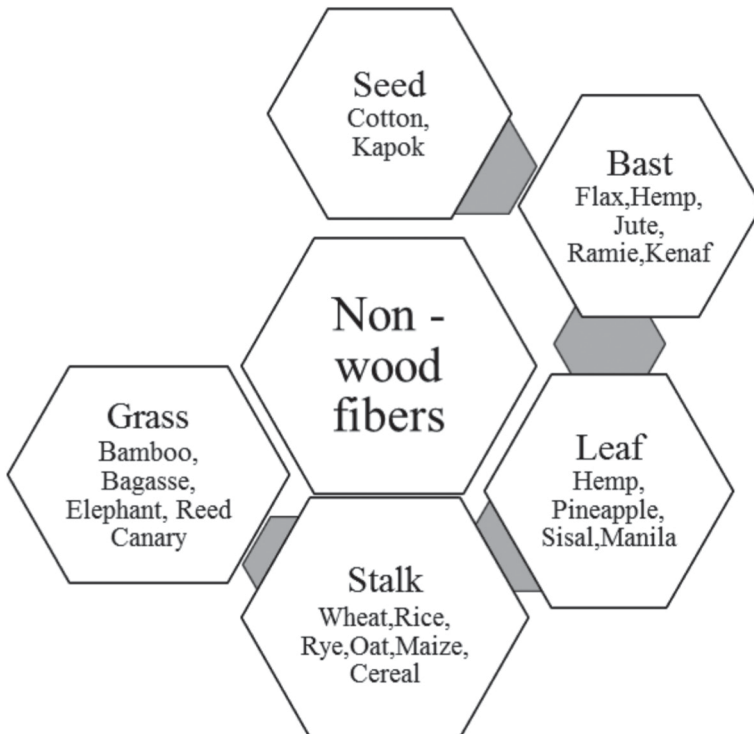 Seed
Cotton,
Kapok
Bast
Flax,Hemp,
Jute,
Ramie,Kenaf
Non -
wood
fibers
Grass
Bamboo,
Bagasse,
Elephant, Reed
Canary
Leaf
Hemp,
Pineapple,
Sisal,Manila
Stalk
Wheat,Rice,
Rye,Oat,Maize,
Cereal